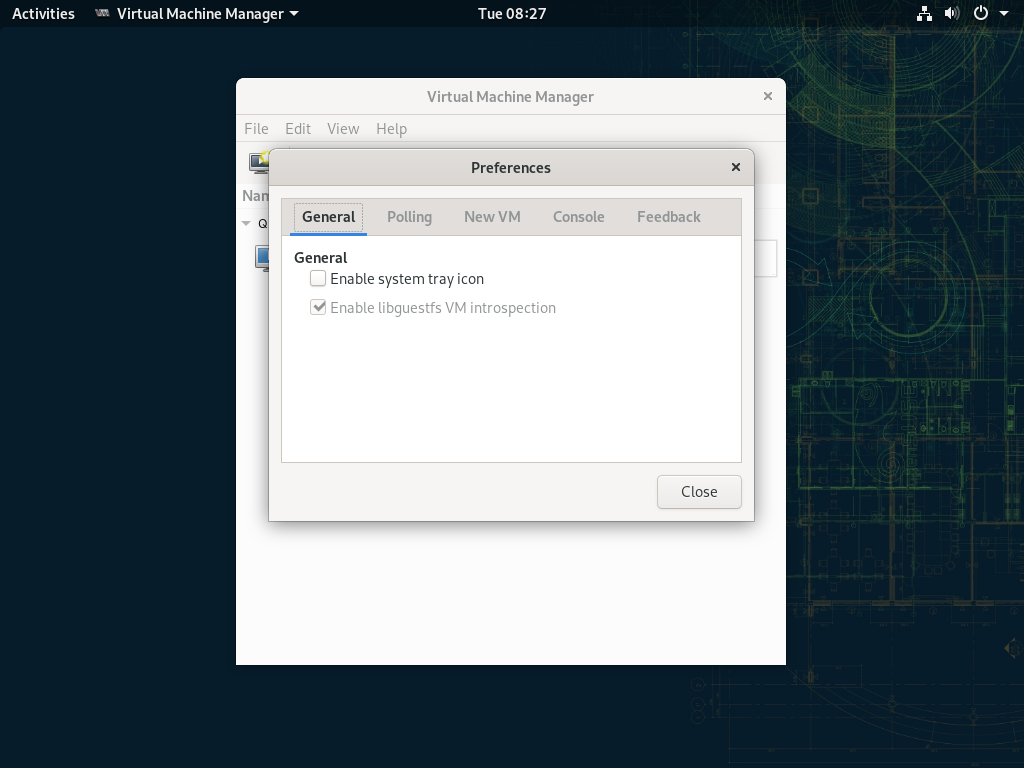 Activities Virtual Machine Manager Tue 08:27
Virtual Machine Manager
File Edit View Help
Preferences
General Polling New VM Console Feedback
General
Enable system tray icon
Enable libguestfs VM introspection
Close